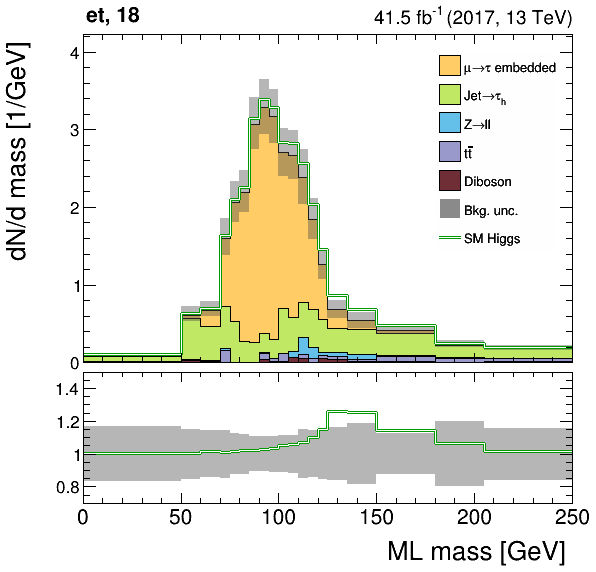 et, 18
41.5 fb⁻¹ (2017, 13 TeV)
dN/d mass [1/GeV]
4
3
2
1
0
μ→τ embedded
Jet→τₕ
Z→ll
tt̄
Diboson
Bkg. unc.
SM Higgs
1.4
1.2
1
0.8
0 50 100 150 200 250
ML mass [GeV]